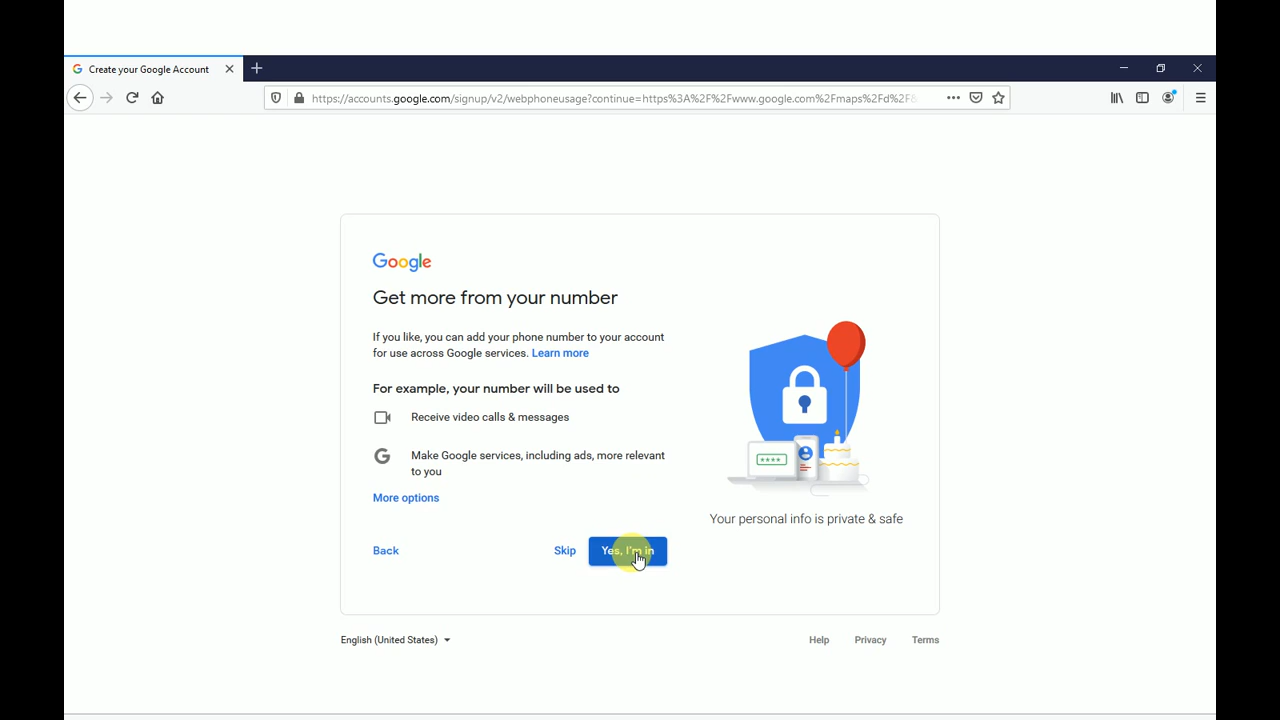 Create your Google Account
https://accounts.google.com/signup/v2/webphoneusage?continue=https%3A%2F%2Fwww.google.com%2Fmaps%2Fd%2F
Google
Get more from your number
If you like, you can add your phone number to your account
for use across Google services. Learn more
For example, your number will be used to
Receive video calls & messages
G Make Google services, including ads, more relevant
to you
More options
****
Your personal info is private & safe
Back Skip Yes, I'm in
English (United States) Help Privacy Terms